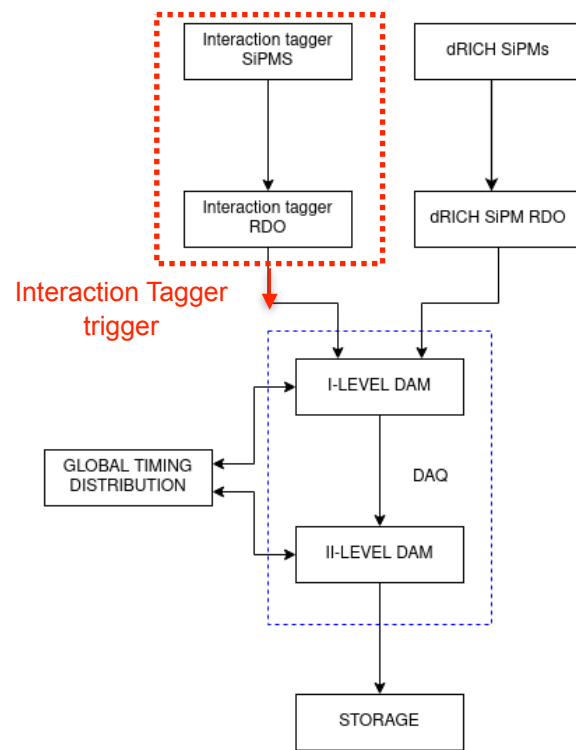 Interaction tagger
SiPMS
dRICH SiPMs
Interaction tagger
RDO
dRICH SiPM RDO
Interaction Tagger
trigger
I-LEVEL DAM
GLOBAL TIMING
DISTRIBUTION
DAQ
II-LEVEL DAM
STORAGE